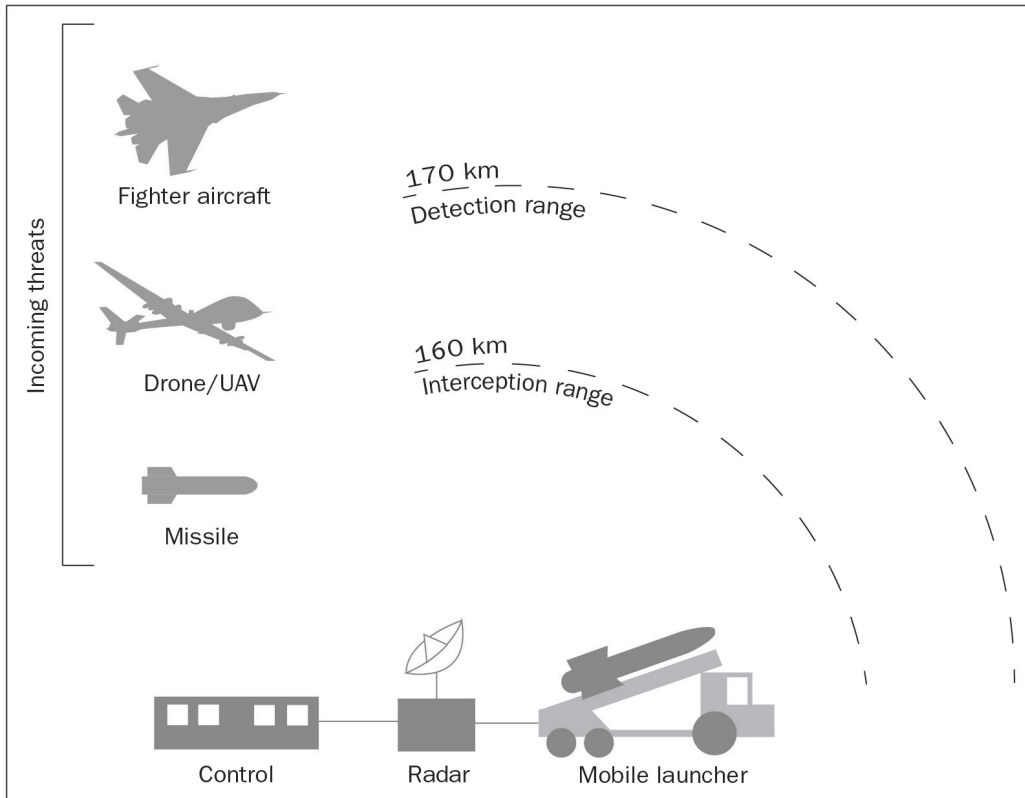 Incoming threats
Fighter aircraft
170 km
Detection range
Drone/UAV
160 km
Interception range
Missile
Control
Radar
Mobile launcher